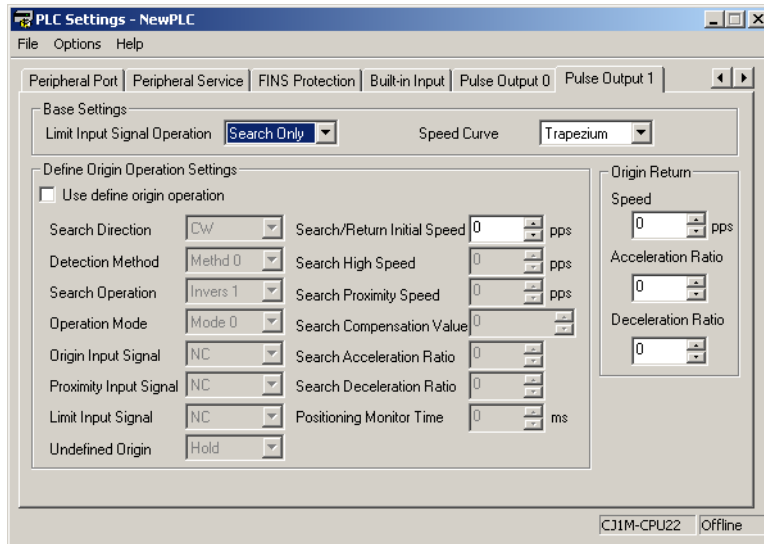 PLC Settings - NewPLC
File Options Help
Peripheral Port Peripheral Service FINS Protection Built-in Input Pulse Output 0 Pulse Output 1
Base Settings
Limit Input Signal Operation Search Only Speed Curve Trapezium
Define Origin Operation Settings
Use define origin operation
Search Direction CW Search/Return Initial Speed 0 pps
Detection Method Methd 0 Search High Speed 0 pps
Search Operation Invers 1 Search Proximity Speed 0 pps
Operation Mode Mode 0 Search Compensation Value 0
Origin Input Signal NC Search Acceleration Ratio 0
Proximity Input Signal NC Search Deceleration Ratio 0
Limit Input Signal NC Positioning Monitor Time 0 ms
Undefined Origin Hold
Origin Return
Speed
0 pps
Acceleration Ratio
0
Deceleration Ratio
0
CJ1M-CPU22 Offline